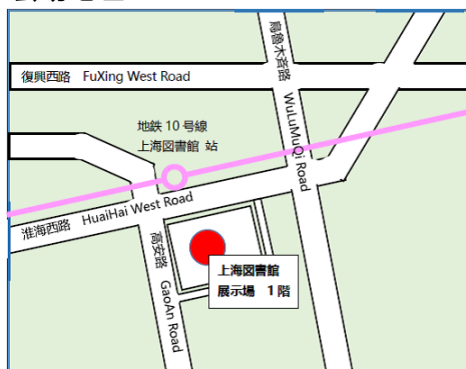 復興西路 FuXing West Road
烏魯木斉路 WuLuMuQi Road
地鉄 10 号線
上海図書館 站
淮海西路 HuaiHai West Road
高安路 GaoAn Road
上海図書館
展示場 1 階